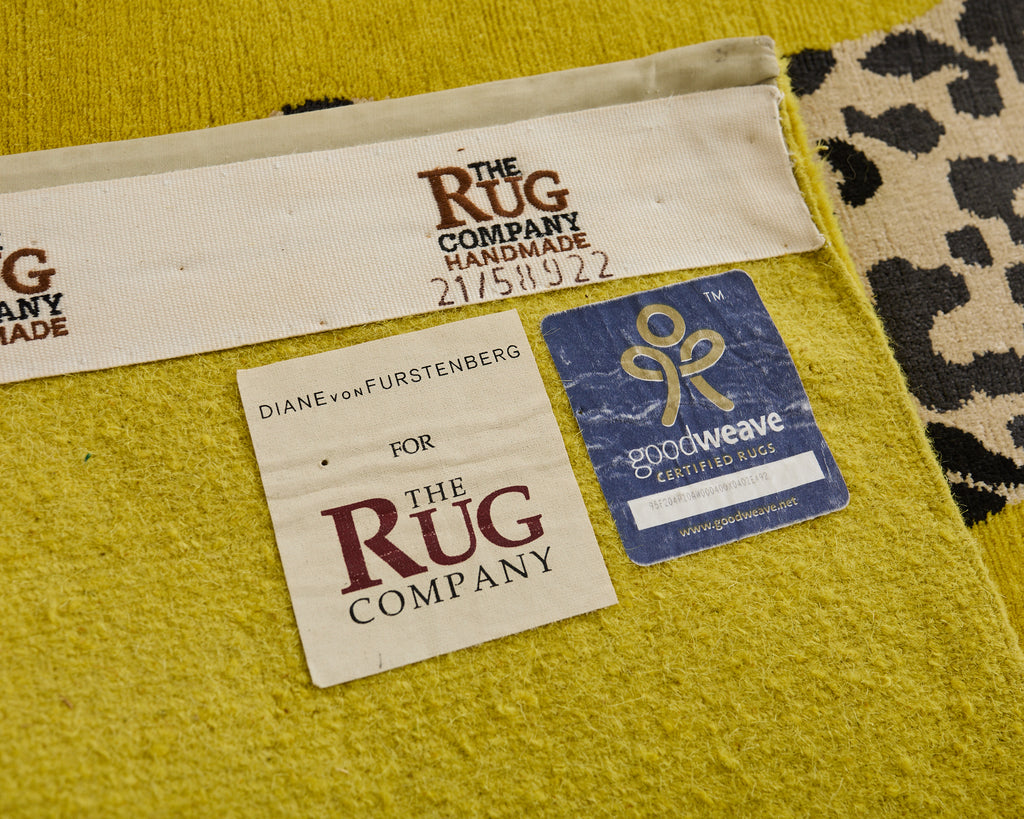 THE
RUG
COMPANY
HANDMADE
21/58922
G
ANY
MADE
DIANE VON FURSTENBERG
FOR
THE
RUG
COMPANY
TM
goodweave
CERTIFIED RUGS
www.goodweave.net